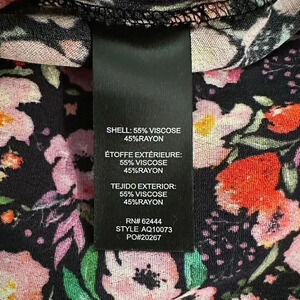 SHELL: 55% VISCOSE
45%RAYON
ÉTOFFE EXTÉRIEURE:
55% VISCOSE
45%RAYON
TEJIDO EXTERIOR:
55% VISCOSE
45%RAYON
RN# 62444
STYLE AQ10073
PO#20267